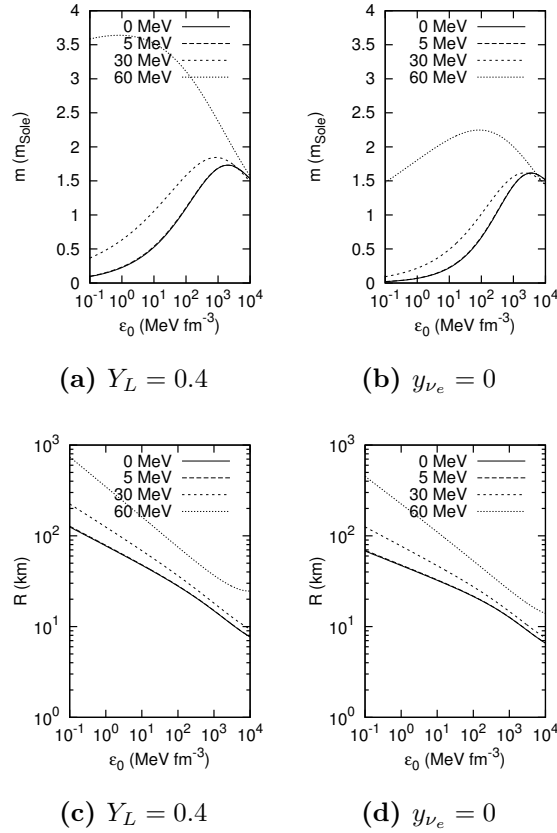 m (m_Sole)
4
3.5
3
2.5
2
1.5
1
0.5
0
0 MeV
5 MeV
30 MeV
60 MeV
10^-1 10^0 10^1 10^2 10^3 10^4
ε_0 (MeV fm^-3)
(a) Y_L = 0.4
m (m_Sole)
4
3.5
3
2.5
2
1.5
1
0.5
0
0 MeV
5 MeV
30 MeV
60 MeV
10^-1 10^0 10^1 10^2 10^3 10^4
ε_0 (MeV fm^-3)
(b) y_{ν_e} = 0
R (km)
10^3
10^2
10^1
10^0
0 MeV
5 MeV
30 MeV
60 MeV
10^-1 10^0 10^1 10^2 10^3 10^4
ε_0 (MeV fm^-3)
(c) Y_L = 0.4
R (km)
10^3
10^2
10^1
10^0
0 MeV
5 MeV
30 MeV
60 MeV
10^-1 10^0 10^1 10^2 10^3 10^4
ε_0 (MeV fm^-3)
(d) y_{ν_e} = 0